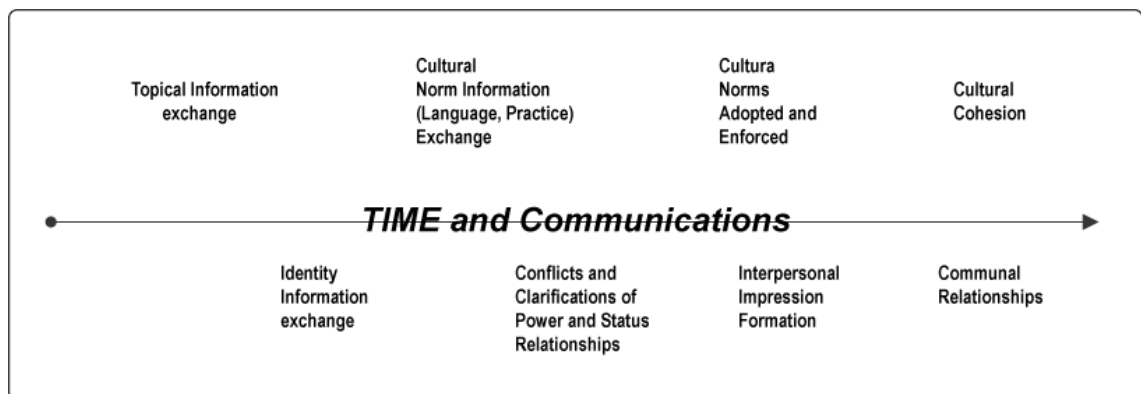 Topical Information
exchange
Cultural
Norm Information
(Language, Practice)
Exchange
Cultura
Norms
Adopted and
Enforced
Cultural
Cohesion
TIME and Communications
Identity
Information
exchange
Conflicts and
Clarifications of
Power and Status
Relationships
Interpersonal
Impression
Formation
Communal
Relationships